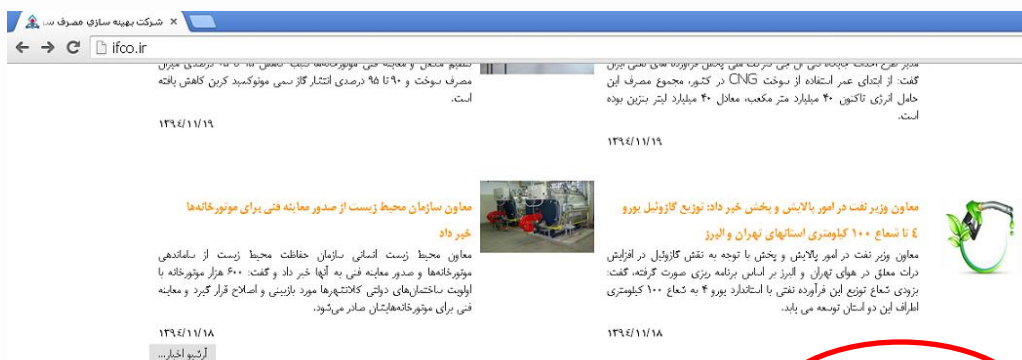 شرکت بهینه سازی مصرف سـ
ifco.ir
گفت: از ابتدای عمر استفاده از سوخت CNG در کشور، مجموع مصرف این
حامل انرژی تاکنون ۴۰ میلیارد متر مکعب، معادل ۴۰ میلیارد لیتر بنزین بوده
است.
۱۳۹٤/۱۱/۱۹
مصرف سوخت و ۹۰ تا ۹۵ درصدی انتشار گاز سمی مونوکسید کربن کاهش یافته
است.
۱۳۹٤/۱۱/۱۹
معاون وزیر نفت در امور پالایش و پخش خبر داد: توزیع گازوئیل یورو
٤ تا شعاع ۱۰۰ کیلومتری استانهای تهران و البرز
معاون وزیر نفت در امور پالایش و پخش با توجه به نقش گازوئیل در افزایش
ذرات معلق در هوای تهران و البرز بر اساس برنامه ریزی صورت گرفته، گفت:
بزودی شعاع توزیع این فرآورده نفتی با استاندارد یورو ۴ به شعاع ۱۰۰ کیلومتری
اطراف این دو استان توسعه می یابد.
۱۳۹٤/۱۱/۱۸
معاون سازمان محیط زیست از صدور معاینه فنی برای موتورخانه‌ها
خبر داد
معاون محیط زیست انسانی سازمان حفاظت محیط زیست از ساماندهی
موتورخانه‌ها و صدور معاینه فنی به آنها خبر داد و گفت: ۶۰۰ هزار موتورخانه با
اولویت ساختمان‌های دولتی کلانشهرها مورد بازبینی و اصلاح قرار گیرد و معاینه
فنی برای موتورخانه‌هایشان صادر می‌شود.
۱۳۹٤/۱۱/۱۸
آرشیو اخبار...